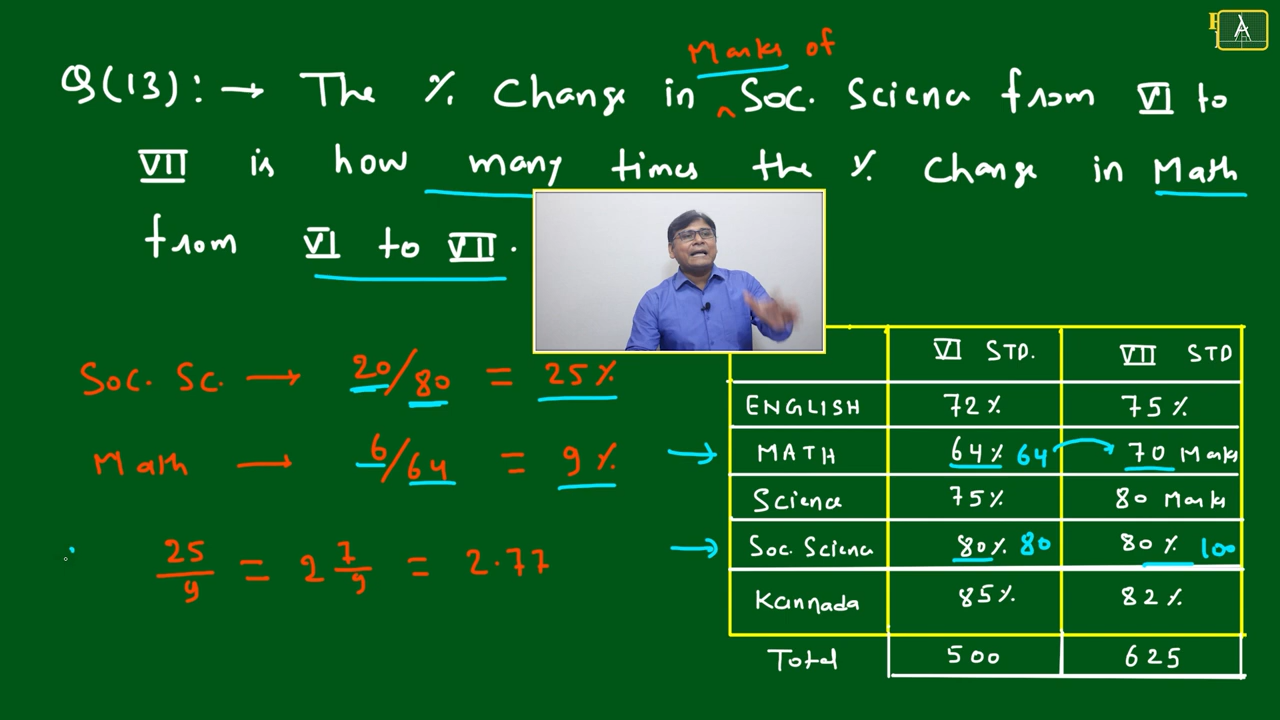 Marks of
Q(13): → The % Change in ^ Soc. Scienc from VI to
VII is how many times the % Change in Math
from VI to VII.
Soc. Sc. → 20/80 = 25%
Math → 6/64 = 9%
25/9 = 2 7/9 = 2.77
VI STD. VII STD
ENGLISH 72% 75%
→ MATH 64% 64 70 Marks
Science 75% 80 Marks
→ Soc. Scienc 80% 80 80% 100
Kannada 85% 82%
Total 500 625